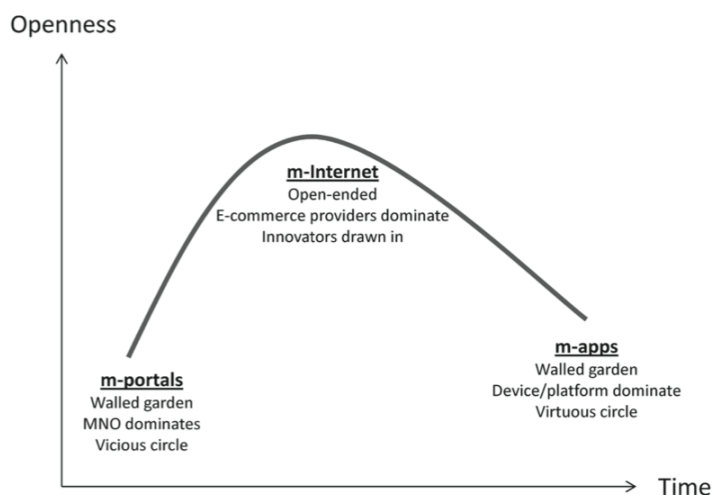 Openness
m-Internet
Open-ended
E-commerce providers dominate
Innovators drawn in
m-portals
Walled garden
MNO dominates
Vicious circle
m-apps
Walled garden
Device/platform dominate
Virtuous circle
Time